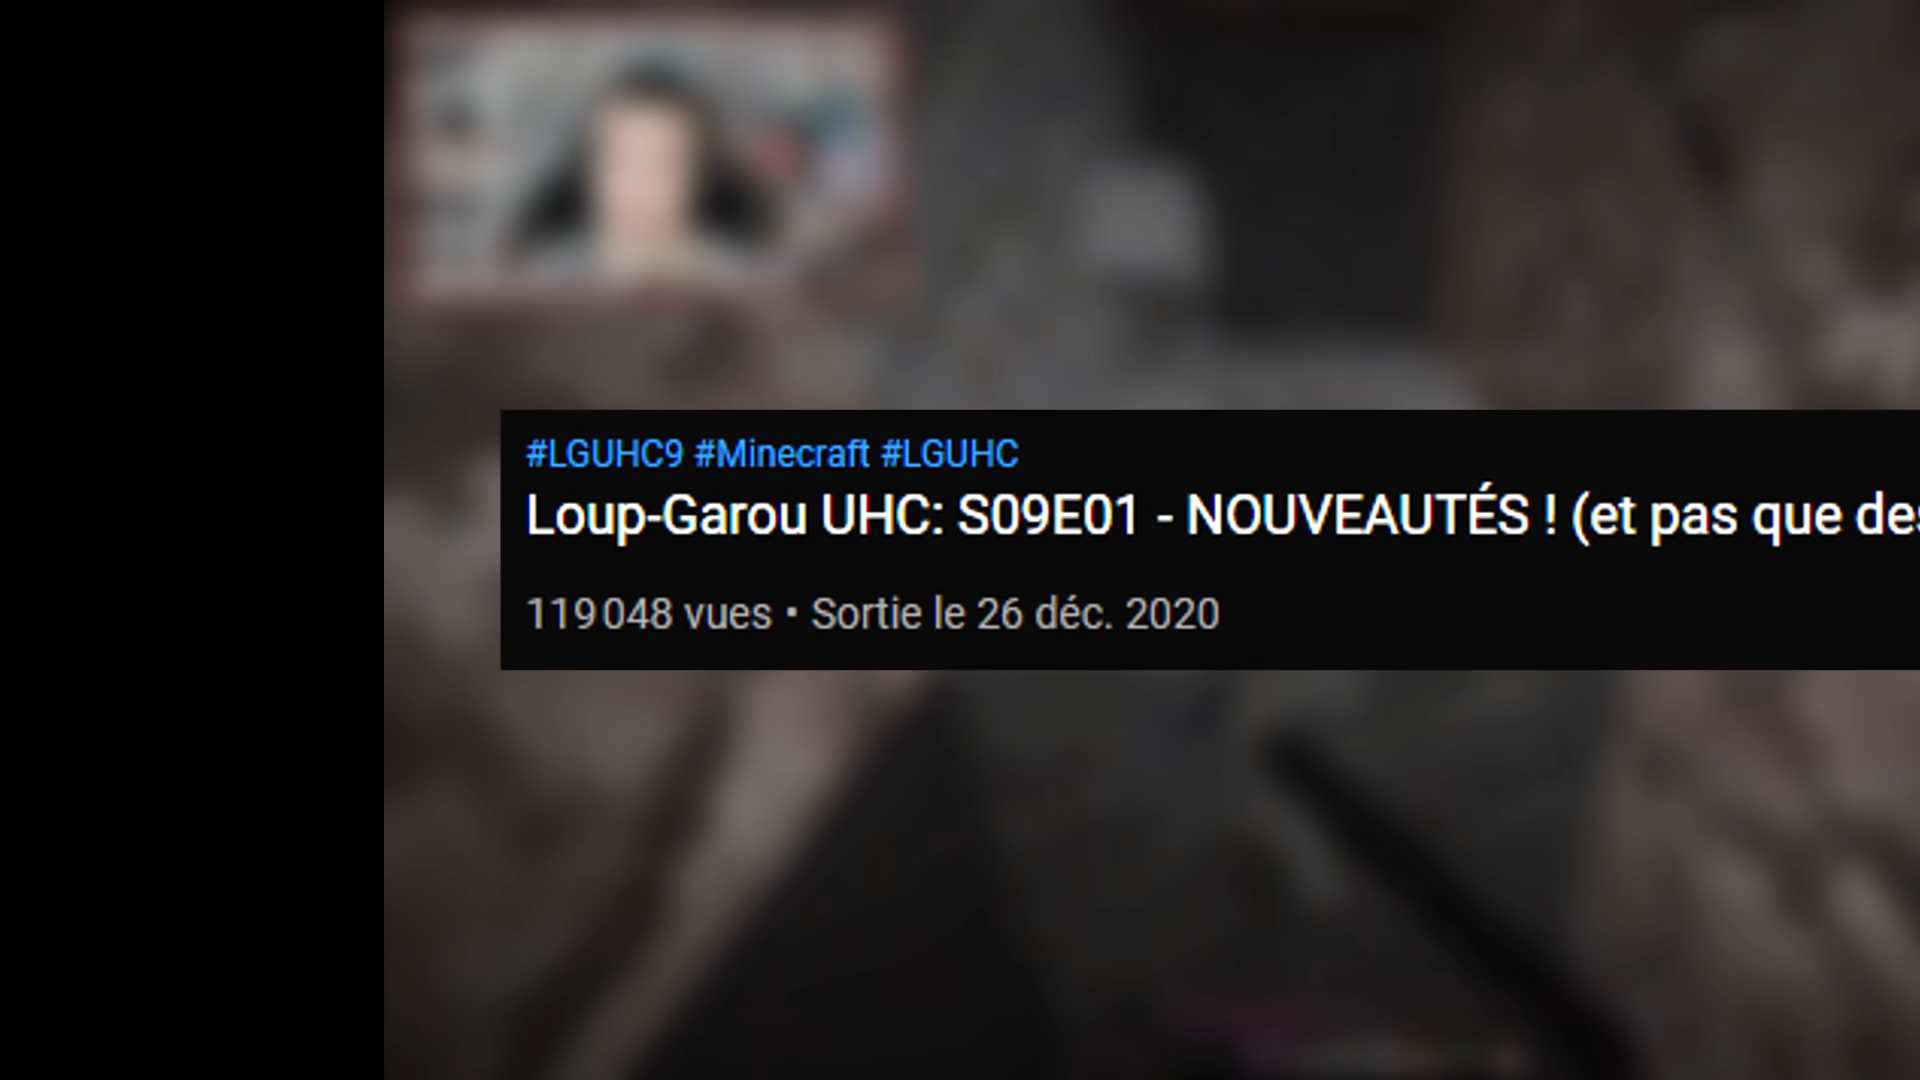 #LGUHC9 #Minecraft #LGUHC
Loup-Garou UHC: S09E01 - NOUVEAUTÉS ! (et pas que des
119 048 vues • Sortie le 26 déc. 2020